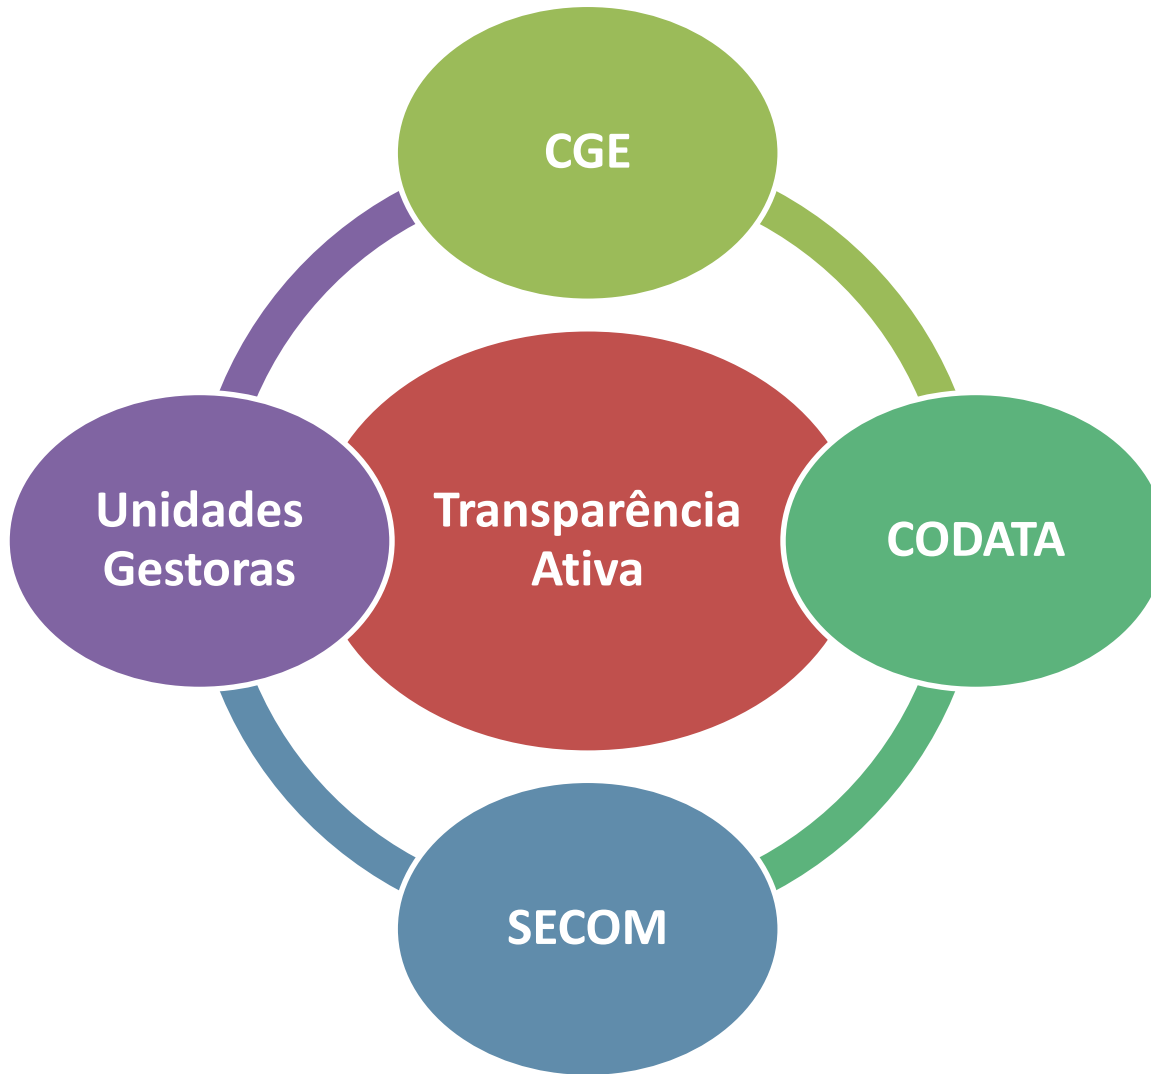 CGE
Unidades
Gestoras
Transparência
Ativa
CODATA
SECOM